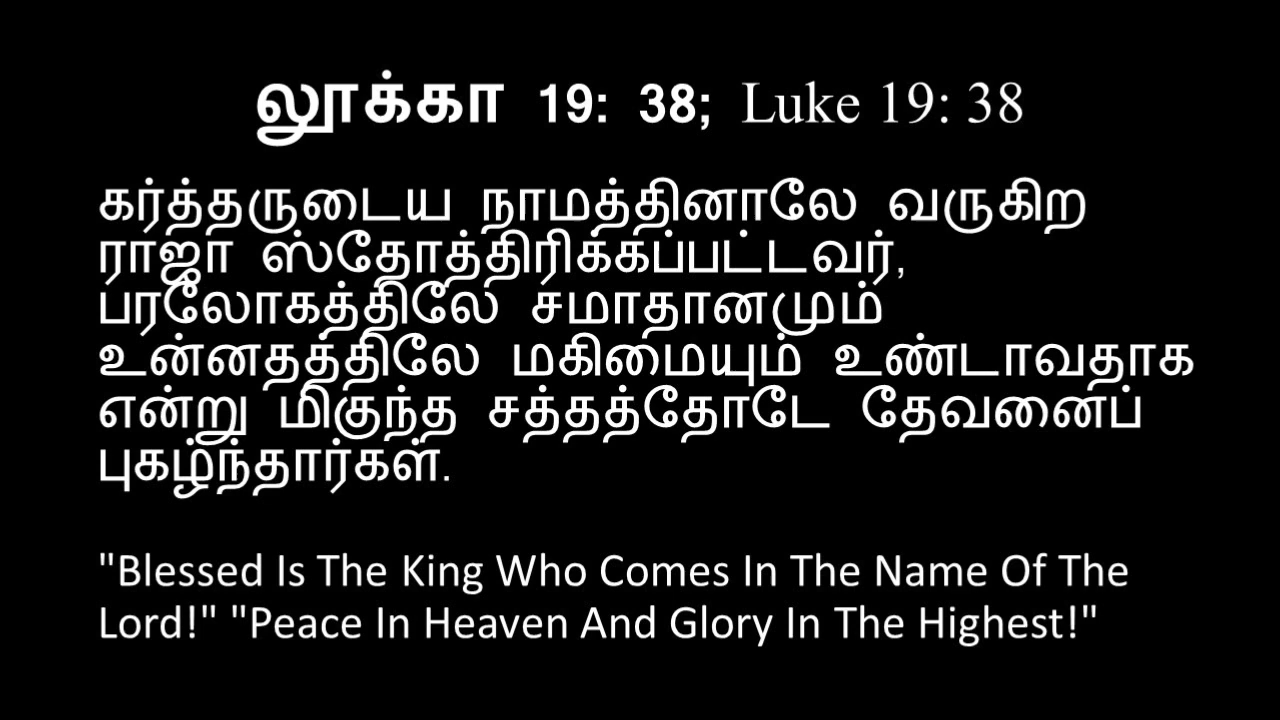 லூக்கா 19: 38; Luke 19: 38
கர்த்தருடைய நாமத்தினாலே வருகிற
ராஜா ஸ்தோத்திரிக்கப்பட்டவர்,
பரலோகத்திலே சமாதானமும்
உன்னதத்திலே மகிமையும் உண்டாவதாக
என்று மிகுந்த சத்தத்தோடே தேவனைப்
புகழ்ந்தார்கள்.
"Blessed Is The King Who Comes In The Name Of The
Lord!" "Peace In Heaven And Glory In The Highest!"